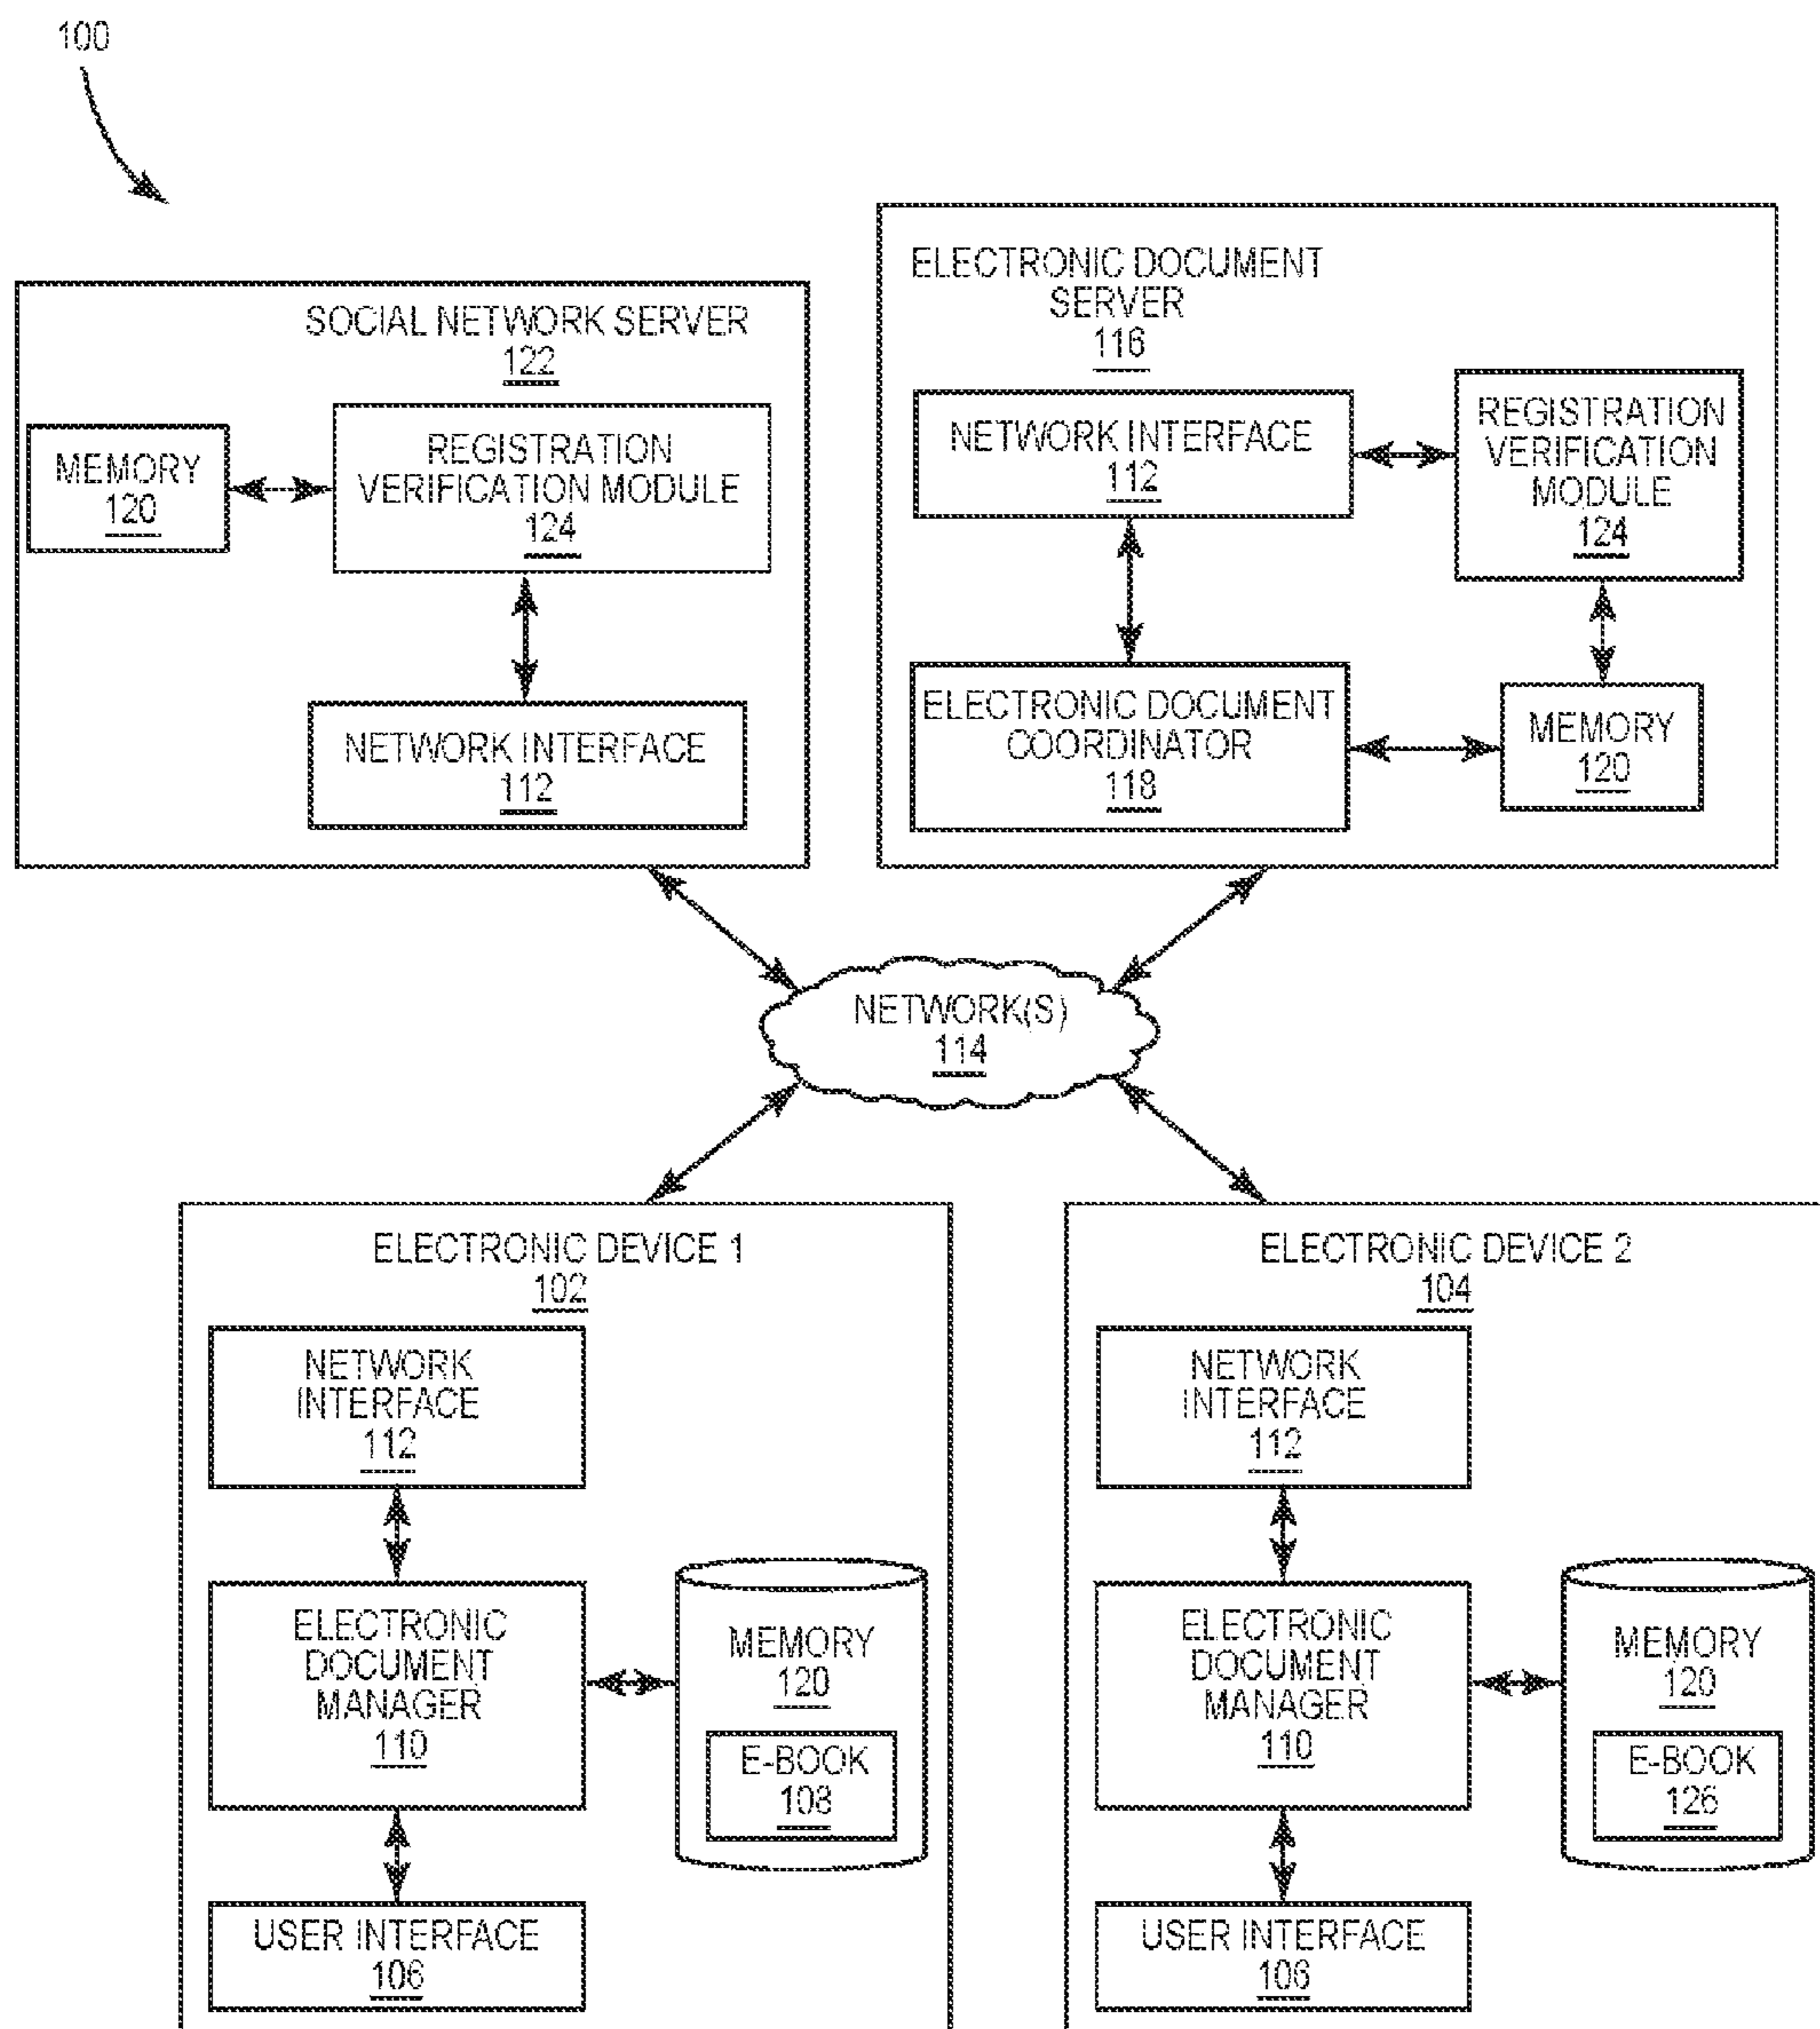 100
SOCIAL NETWORK SERVER
122
MEMORY
120
REGISTRATION
VERIFICATION MODULE
124
NETWORK INTERFACE
112
ELECTRONIC DOCUMENT
SERVER
116
NETWORK INTERFACE
112
REGISTRATION
VERIFICATION
MODULE
124
ELECTRONIC DOCUMENT
COORDINATOR
118
MEMORY
120
NETWORK(S)
114
ELECTRONIC DEVICE 1
102
NETWORK
INTERFACE
112
ELECTRONIC
DOCUMENT
MANAGER
110
MEMORY
120
E-BOOK
108
USER INTERFACE
106
ELECTRONIC DEVICE 2
104
NETWORK
INTERFACE
112
ELECTRONIC
DOCUMENT
MANAGER
110
MEMORY
120
E-BOOK
126
USER INTERFACE
106